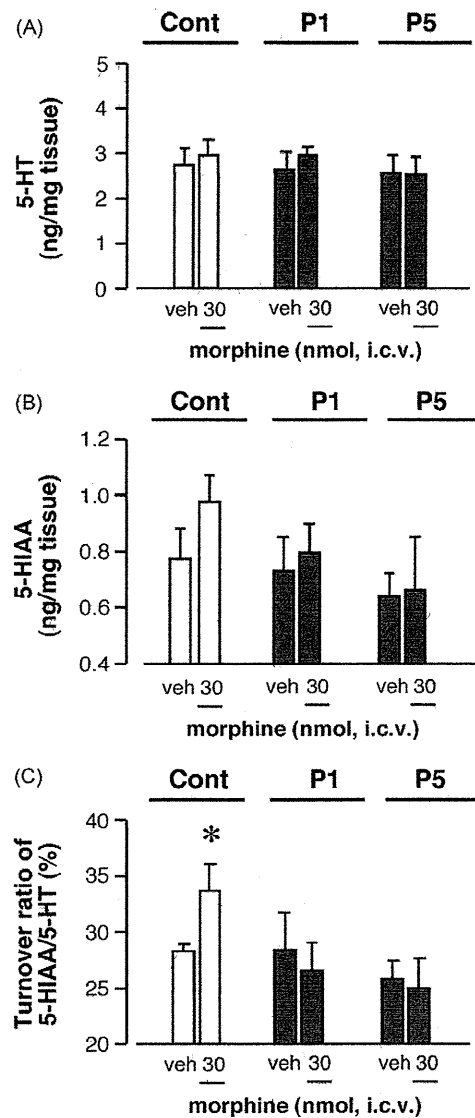 (A)
Cont P1 P5
5-HT
(ng/mg tissue)
5
4
3
2
1
0
veh 30 veh 30 veh 30
morphine (nmol, i.c.v.)
(B)
Cont P1 P5
5-HIAA
(ng/mg tissue)
1.2
1.0
0.8
0.6
0.4
veh 30 veh 30 veh 30
morphine (nmol, i.c.v.)
(C)
Cont P1 P5
Turnover ratio of
5-HIAA/5-HT (%)
40
35
30
25
20
*
veh 30 veh 30 veh 30
morphine (nmol, i.c.v.)